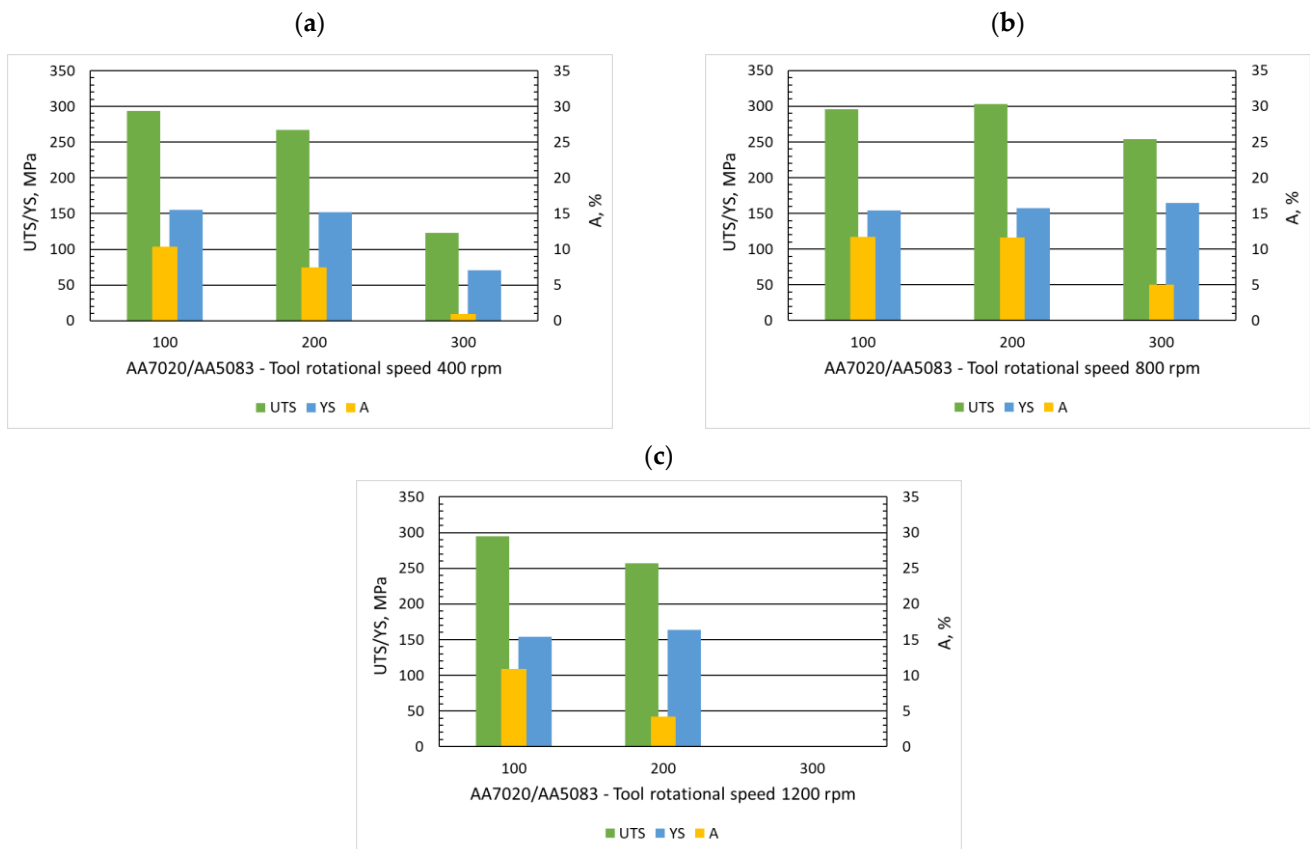 (a)
350
300
250
200
150
100
50
0
UTS/YS, MPa
35
30
25
20
15
10
5
0
A, %
100 200 300
AA7020/AA5083 - Tool rotational speed 400 rpm
UTS YS A
(b)
350
300
250
200
150
100
50
0
UTS/YS, MPa
35
30
25
20
15
10
5
0
A, %
100 200 300
AA7020/AA5083 - Tool rotational speed 800 rpm
UTS YS A
(c)
350
300
250
200
150
100
50
0
UTS/YS, MPa
35
30
25
20
15
10
5
0
A, %
100 200 300
AA7020/AA5083 - Tool rotational speed 1200 rpm
UTS YS A